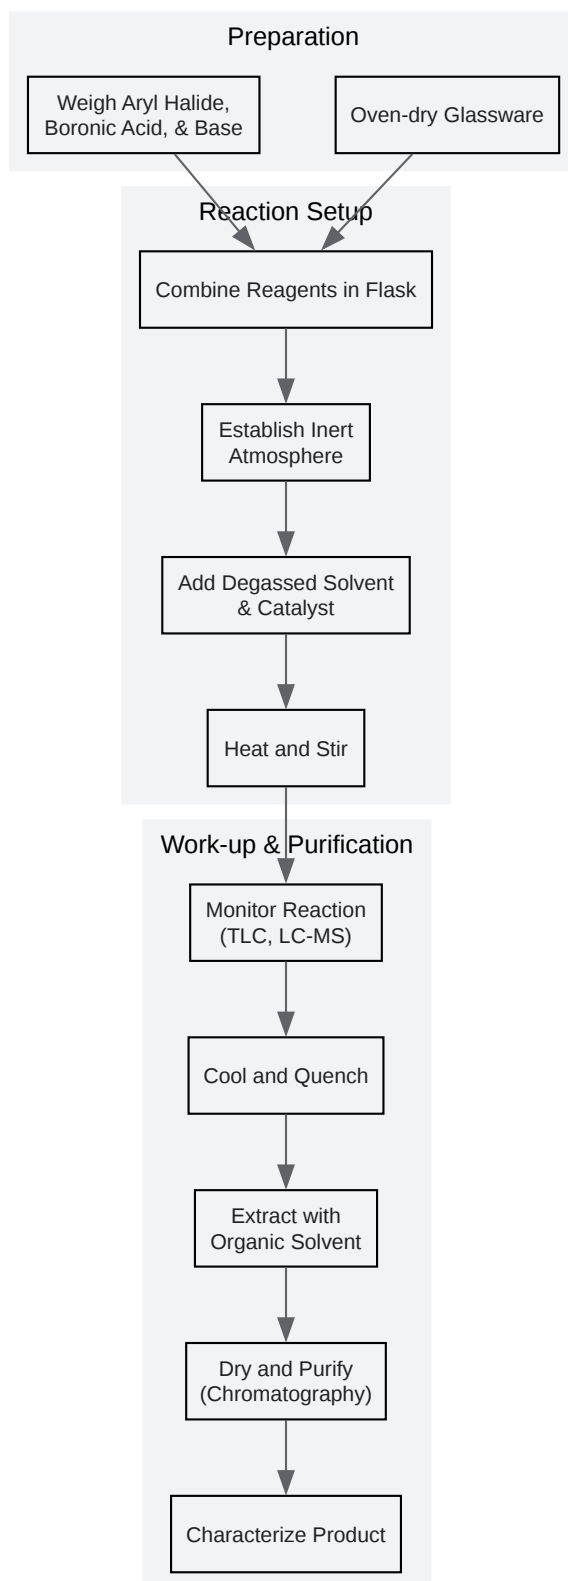 Preparation
Weigh Aryl Halide,
Boronic Acid, & Base
Oven-dry Glassware
Reaction Setup
Combine Reagents in Flask
Establish Inert
Atmosphere
Add Degassed Solvent
& Catalyst
Heat and Stir
Work-up & Purification
Monitor Reaction
(TLC, LC-MS)
Cool and Quench
Extract with
Organic Solvent
Dry and Purify
(Chromatography)
Characterize Product